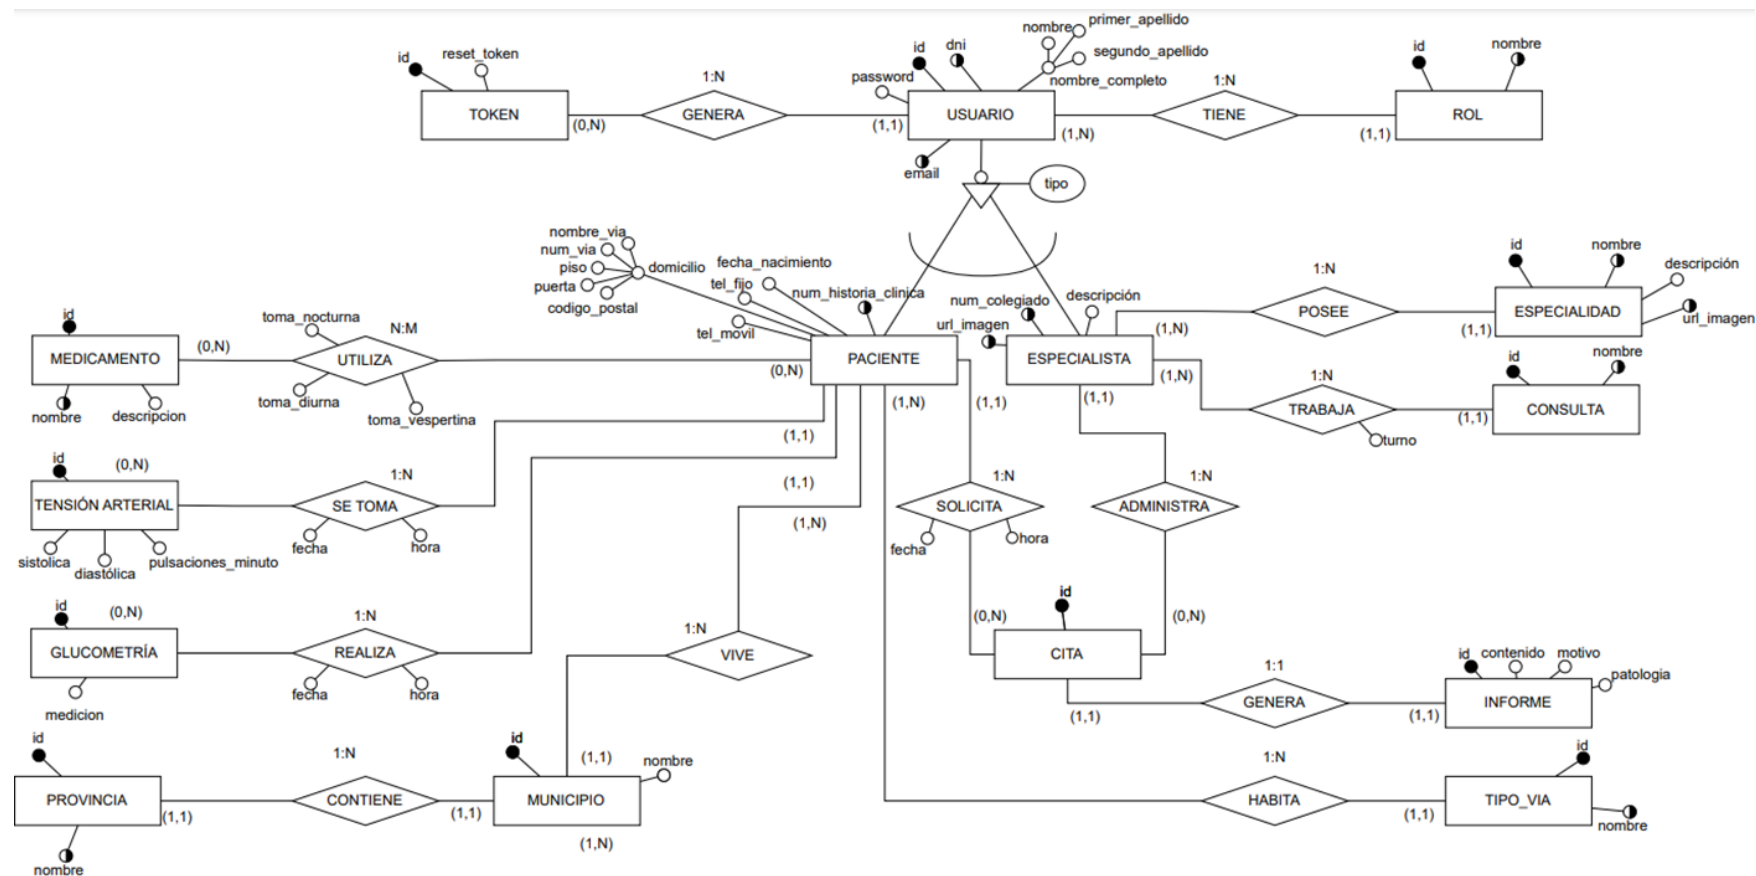 primer_apellido
nombre
segundo_apellido
nombre_completo
id
dni
password
id
reset_token
id
nombre
TOKEN
(0,N)
1:N
GENERA
(1,1)
USUARIO
(1,N)
1:N
TIENE
(1,1)
ROL
email
tipo
nombre_via
num_via
piso
puerta
codigo_postal
domilicio
fecha_nacimiento
tel_fijo
num_historia_clinica
tel_movil
num_colegiado
descripción
url_imagen
id
nombre
descripción
url_imagen
1:N
POSEE
(1,N)
(1,1)
ESPECIALIDAD
id
toma_nocturna
N:M
MEDICAMENTO
(0,N)
UTILIZA
(0,N)
PACIENTE
ESPECIALISTA
(1,N)
id
nombre
nombre
descripcion
toma_diurna
toma_vespertina
(1,N)
(1,1)
(1,1)
1:N
TRABAJA
turno
(1,1)
CONSULTA
(1,1)
id
(0,N)
1:N
TENSIÓN ARTERIAL
SE TOMA
fecha
hora
sistolica
diastólica
pulsaciones_minuto
(1,1)
(1,N)
1:N
SOLICITA
fecha
hora
1:N
ADMINISTRA
id
(0,N)
1:N
GLUCOMETRÍA
REALIZA
fecha
hora
medicion
1:N
VIVE
id
(0,N)
(0,N)
CITA
(1,1)
1:1
GENERA
(1,1)
id
contenido
motivo
patologia
INFORME
id
1:N
id
(1,1)
nombre
PROVINCIA
(1,1)
CONTIENE
(1,1)
MUNICIPIO
(1,N)
nombre
1:N
HABITA
(1,1)
id
TIPO_VIA
nombre